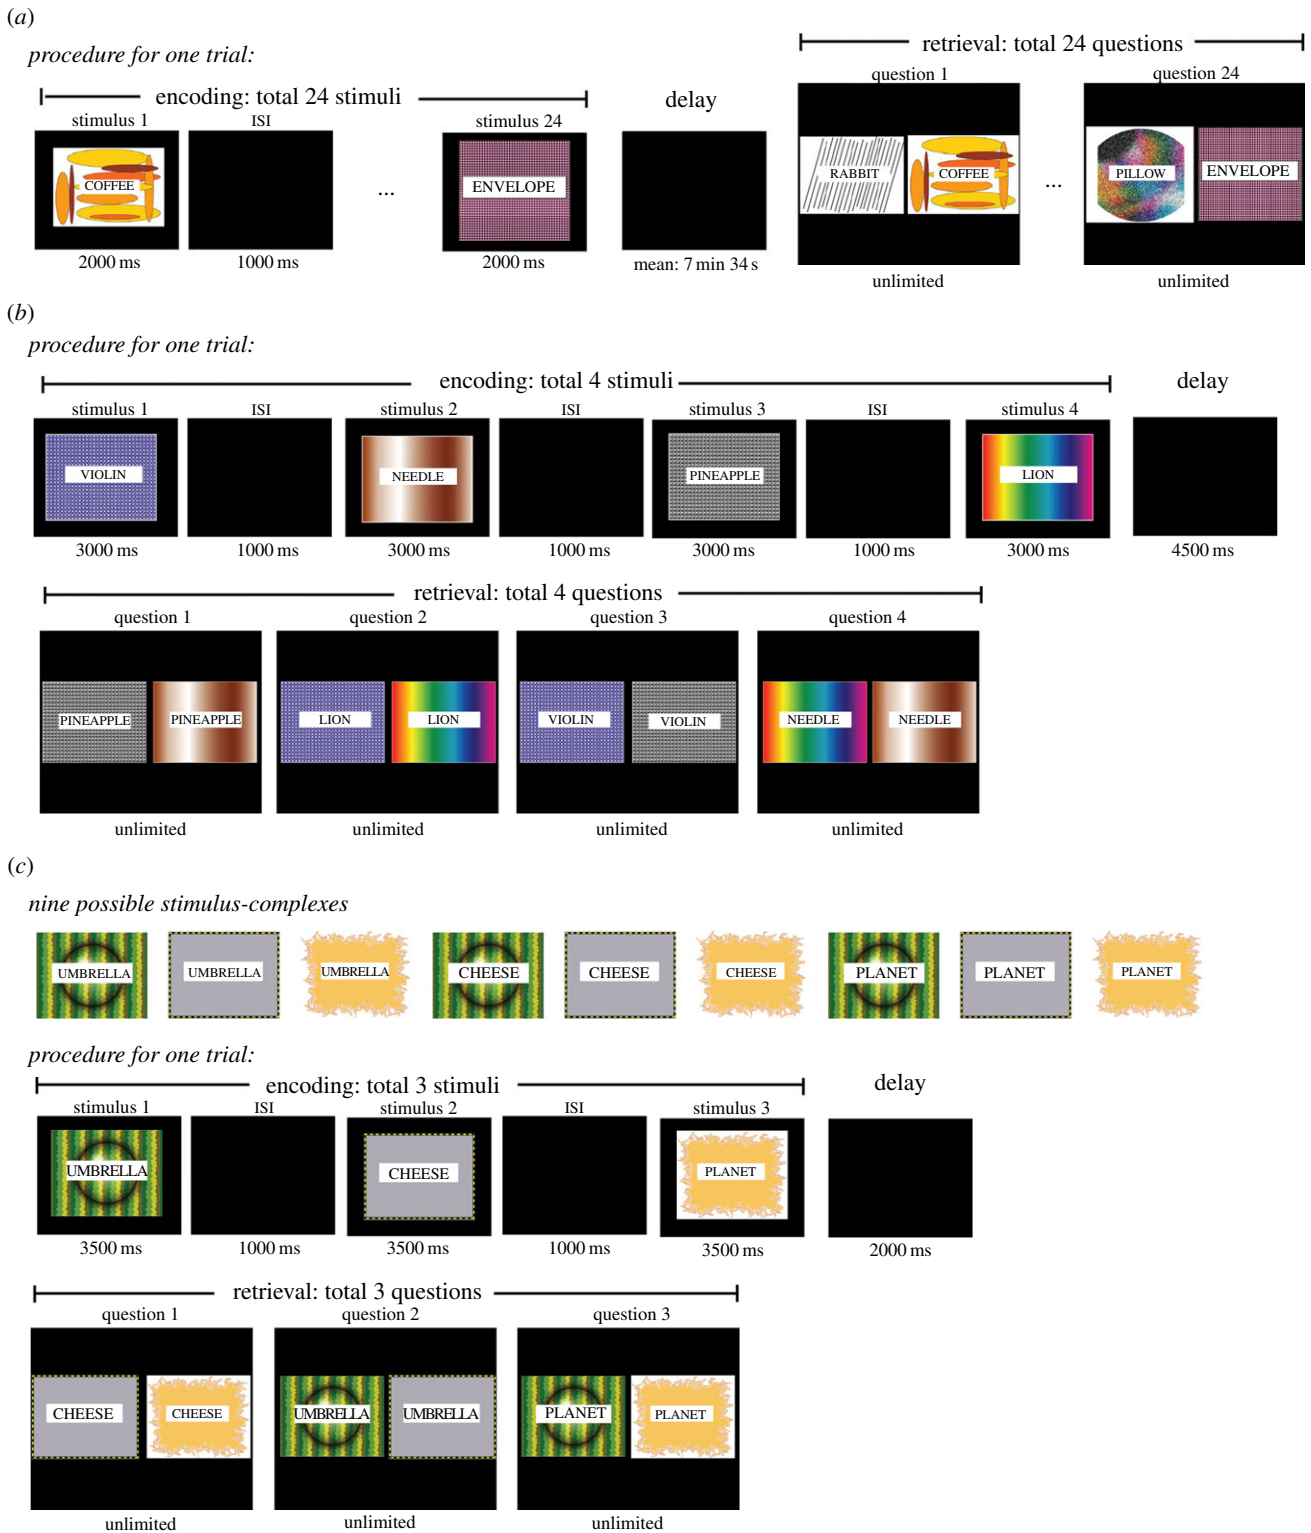 (a)
procedure for one trial:
encoding: total 24 stimuli
delay
retrieval: total 24 questions
stimulus 1
ISI
stimulus 24
question 1
question 24
COFFEE
...
ENVELOPE
RABBIT
COFFEE
...
PILLOW
ENVELOPE
2000 ms
1000 ms
2000 ms
mean: 7 min 34 s
unlimited
unlimited
(b)
procedure for one trial:
encoding: total 4 stimuli
delay
stimulus 1
ISI
stimulus 2
ISI
stimulus 3
ISI
stimulus 4
VIOLIN
NEEDLE
PINEAPPLE
LION
3000 ms
1000 ms
3000 ms
1000 ms
3000 ms
1000 ms
3000 ms
4500 ms
retrieval: total 4 questions
question 1
question 2
question 3
question 4
PINEAPPLE
PINEAPPLE
LION
LION
VIOLIN
VIOLIN
NEEDLE
NEEDLE
unlimited
unlimited
unlimited
unlimited
(c)
nine possible stimulus-complexes
UMBRELLA
UMBRELLA
UMBRELLA
CHEESE
CHEESE
CHEESE
PLANET
PLANET
PLANET
procedure for one trial:
encoding: total 3 stimuli
delay
stimulus 1
ISI
stimulus 2
ISI
stimulus 3
UMBRELLA
CHEESE
PLANET
3500 ms
1000 ms
3500 ms
1000 ms
3500 ms
2000 ms
retrieval: total 3 questions
question 1
question 2
question 3
CHEESE
CHEESE
UMBRELLA
UMBRELLA
PLANET
PLANET
unlimited
unlimited
unlimited